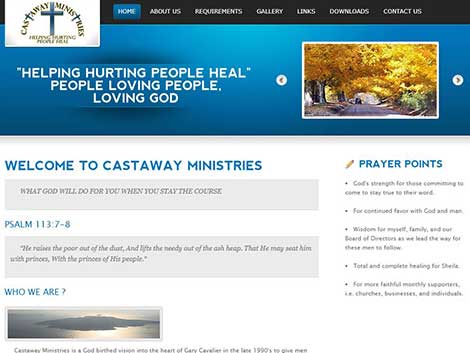 CASTAWAY MINISTRIES
HELPING HURTING
PEOPLE HEAL
HOME ABOUT US REQUIREMENTS GALLERY LINKS DOWNLOADS CONTACT US
"HELPING HURTING PEOPLE HEAL"
PEOPLE LOVING PEOPLE,
LOVING GOD
WELCOME TO CASTAWAY MINISTRIES
WHAT GOD WILL DO FOR YOU WHEN YOU STAY THE COURSE
PSALM 113:7-8
"He raises the poor out of the dust, And lifts the needy out of the ash heap. That He may seat him
with princes, With the princes of His people."
WHO WE ARE ?
Castaway Ministries is a God birthed vision into the heart of Gary Cavalier in the late 1990's to give men
PRAYER POINTS
• God's strength for those committing to
come to stay true to their word.
• For continued favor with God and man.
• Wisdom for myself, family, and our
Board of Directors as we lead the way for
these men to follow.
• Total and complete healing for Sheila.
• For more faithful monthly supporters,
i.e. churches, businesses, and individuals.